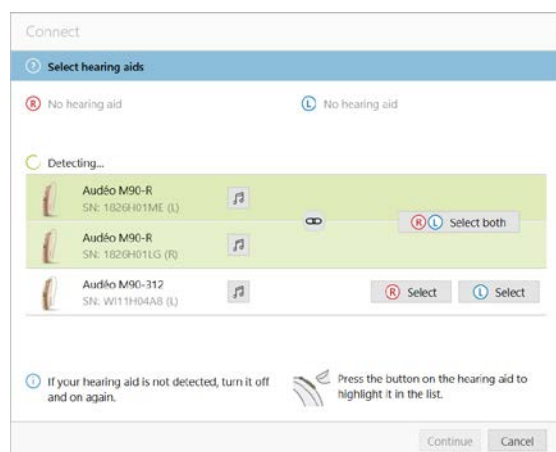 Connect
Select hearing aids
R No hearing aid
L No hearing aid
Detecting...
Audéo M90-R
SN: 1826H01ME (L)
R L Select both
Audéo M90-R
SN: 1826H01LG (R)
Audéo M90-312
SN: WI11H04A8 (L)
R Select
L Select
If your hearing aid is not detected, turn it off
and on again.
Press the button on the hearing aid to
highlight it in the list.
Continue
Cancel